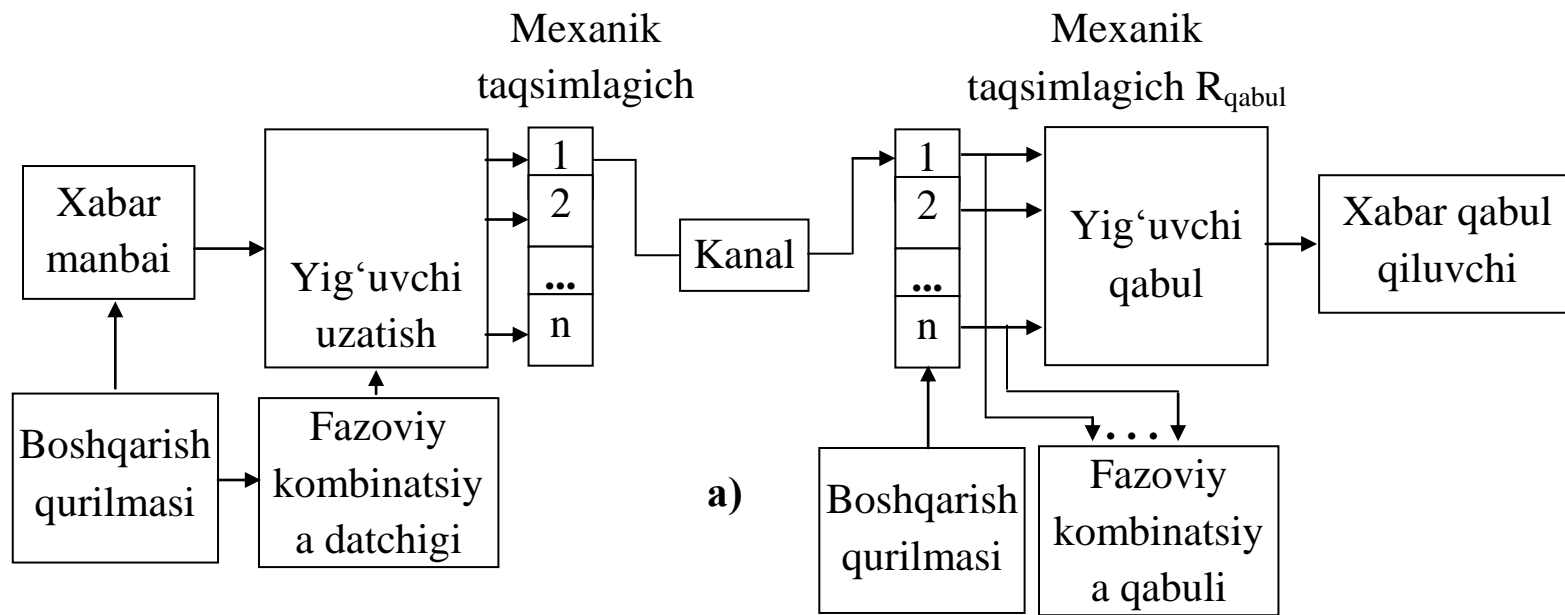 Mexanik
taqsimlagich
Mexanik
taqsimlagich Rqabul
Xabar
manbai
Yig‘uvchi
uzatish
1
2
...
n
Kanal
1
2
...
n
Yig‘uvchi
qabul
Xabar qabul
qiluvchi
Boshqarish
qurilmasi
Fazoviy
kombinatsiy
a datchigi
a)
Boshqarish
qurilmasi
...
Fazoviy
kombinatsiy
a qabuli